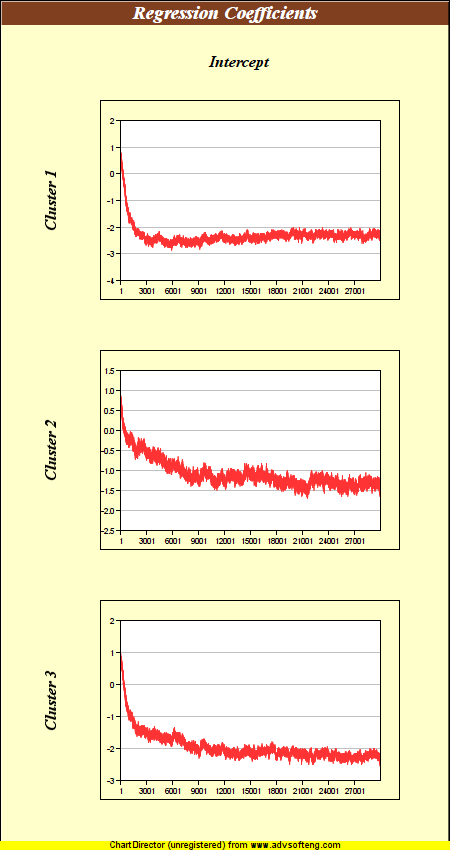 Regression Coefficients
Intercept
Cluster 1
2
1
0
-1
-2
-3
-4
1 3001 6001 9001 12001 15001 18001 21001 24001 27001
Cluster 2
1.5
1.0
0.5
0.0
-0.5
-1.0
-1.5
-2.0
-2.5
1 3001 6001 9001 12001 15001 18001 21001 24001 27001
Cluster 3
2
1
0
-1
-2
-3
1 3001 6001 9001 12001 15001 18001 21001 24001 27001
ChartDirector (unregistered) from www.advsofteng.com